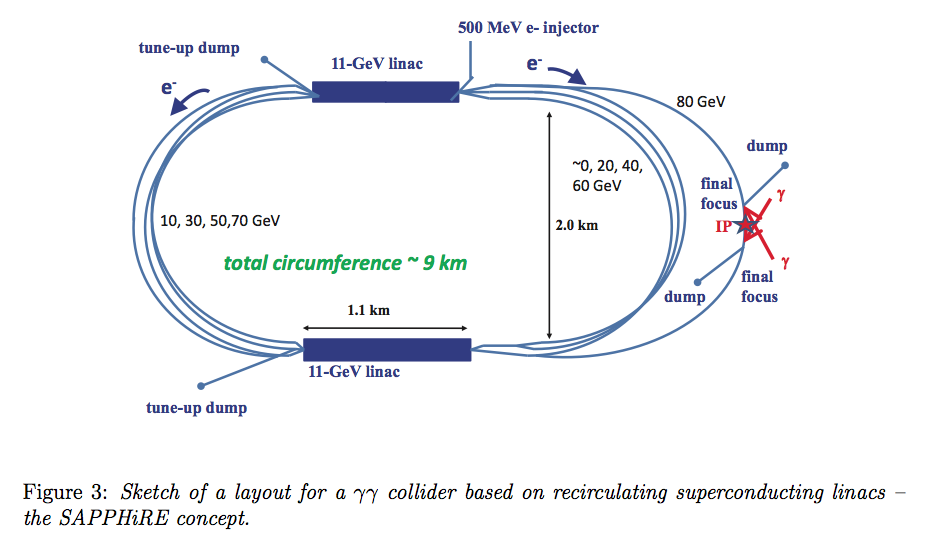 500 MeV e- injector
tune-up dump
11-GeV linac
e-
e-
80 GeV
dump
~0, 20, 40,
60 GeV
final
focus
γ
IP
10, 30, 50,70 GeV
2.0 km
total circumference ~ 9 km
γ
final
focus
dump
1.1 km
11-GeV linac
tune-up dump
Figure 3: Sketch of a layout for a γγ collider based on recirculating superconducting linacs –
the SAPPHiRE concept.